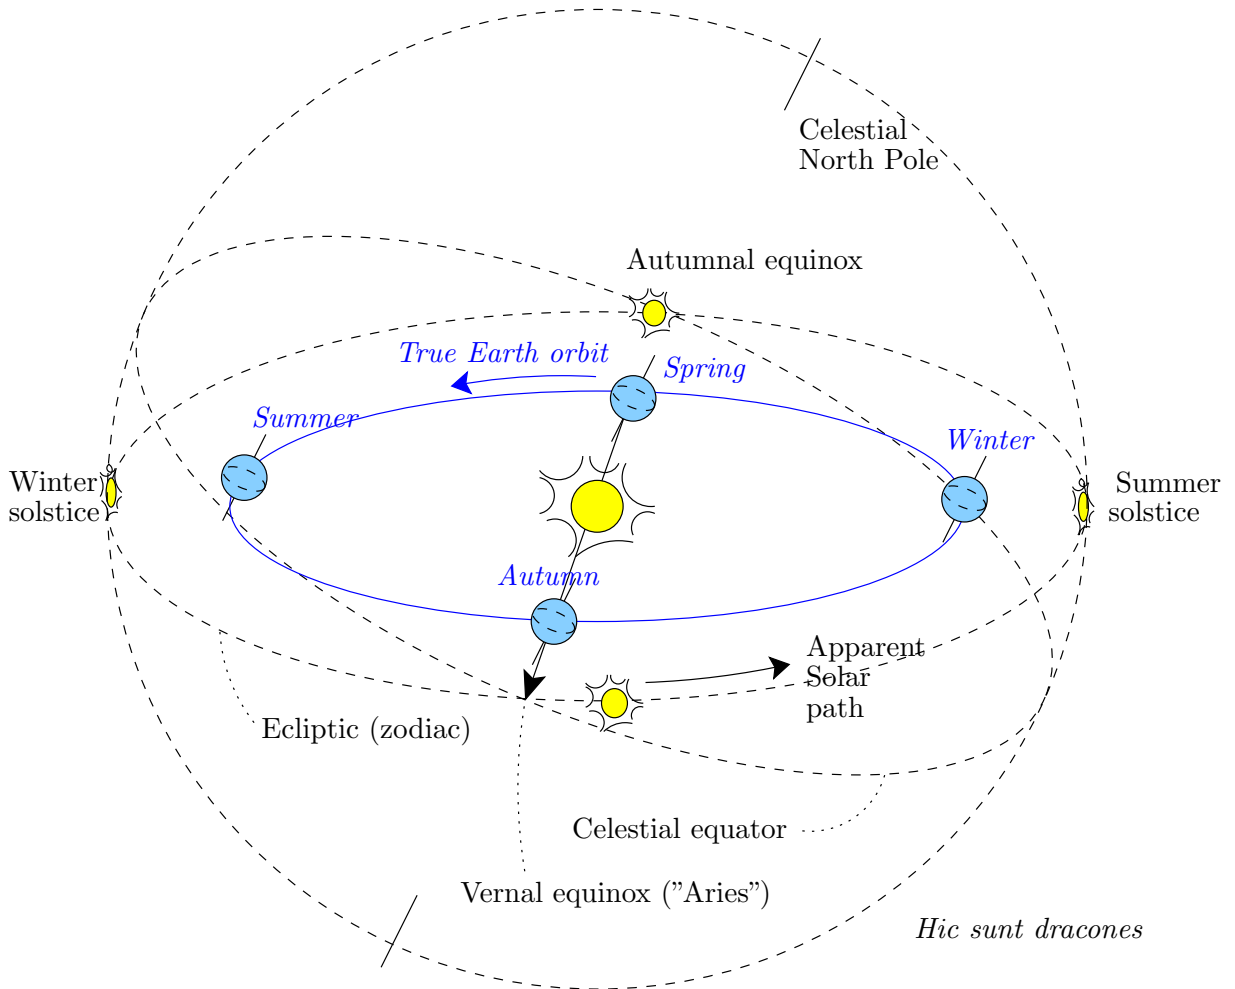 Celestial
North Pole
Autumnal equinox
True Earth orbit
Spring
Summer
Winter
Winter
solstice
Summer
solstice
Autumn
Apparent
Solar
path
Ecliptic (zodiac)
Celestial equator
Vernal equinox (”Aries”)
Hic sunt dracones